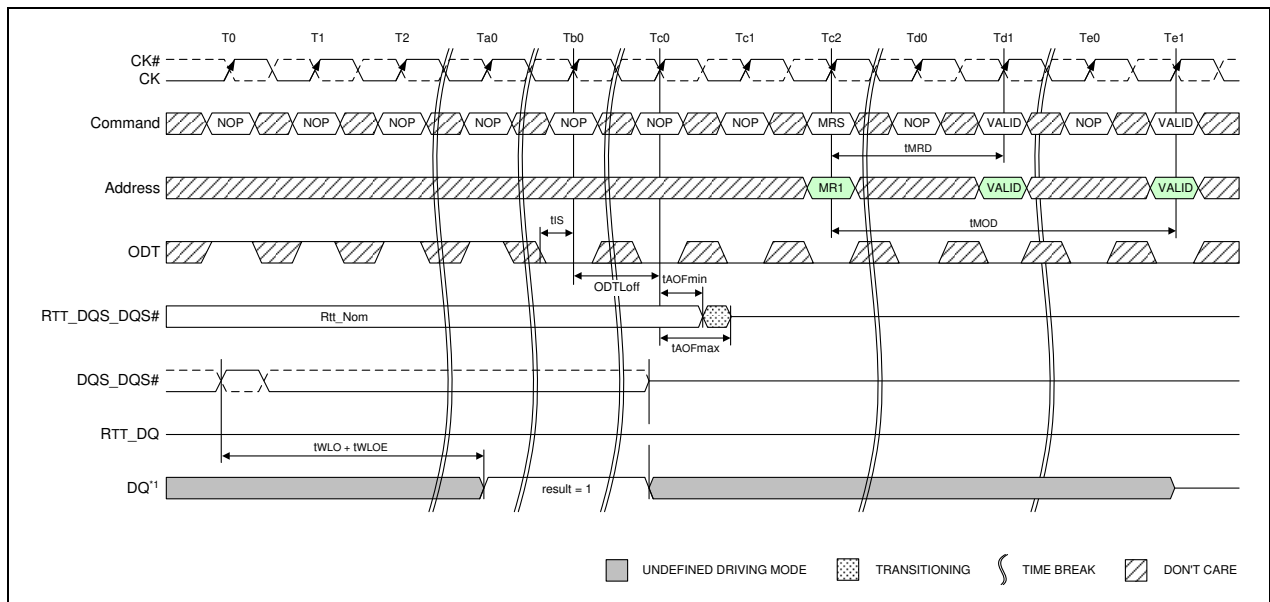 T0 T1 T2 Ta0 Tb0 Tc0 Tc1 Tc2 Td0 Td1 Te0 Te1
CK#
CK
Command NOP NOP NOP NOP NOP NOP NOP MRS NOP VALID NOP VALID
tMRD
Address MR1 VALID VALID
tIS
tMOD
ODT
tAOFmin
ODTLoff
RTT_DQS_DQS# Rtt_Nom
tAOFmax
DQS_DQS#
RTT_DQ
tWLO + tWLOE
DQ*1 result = 1
UNDEFINED DRIVING MODE TRANSITIONING TIME BREAK DON'T CARE